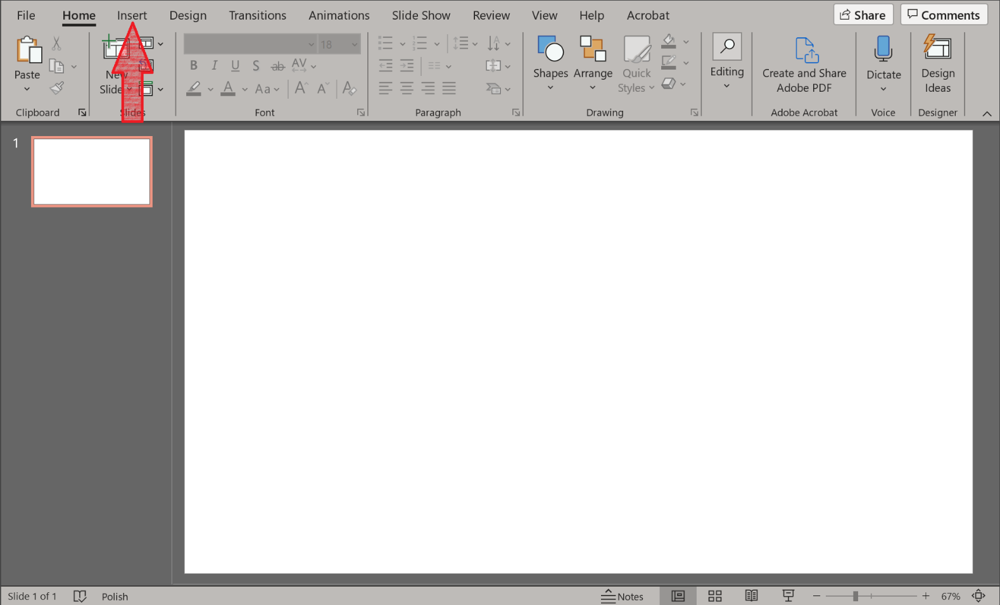 File Home Insert Design Transitions Animations Slide Show Review View Help Acrobat Share Comments
18
B I U S ab AV
Paste New Slide Aa A A A
Shapes Arrange Quick Styles Editing Create and Share Adobe PDF Dictate Design Ideas
Clipboard Slides Font Paragraph Drawing Adobe Acrobat Voice Designer
1
Slide 1 of 1 Polish Notes 67%